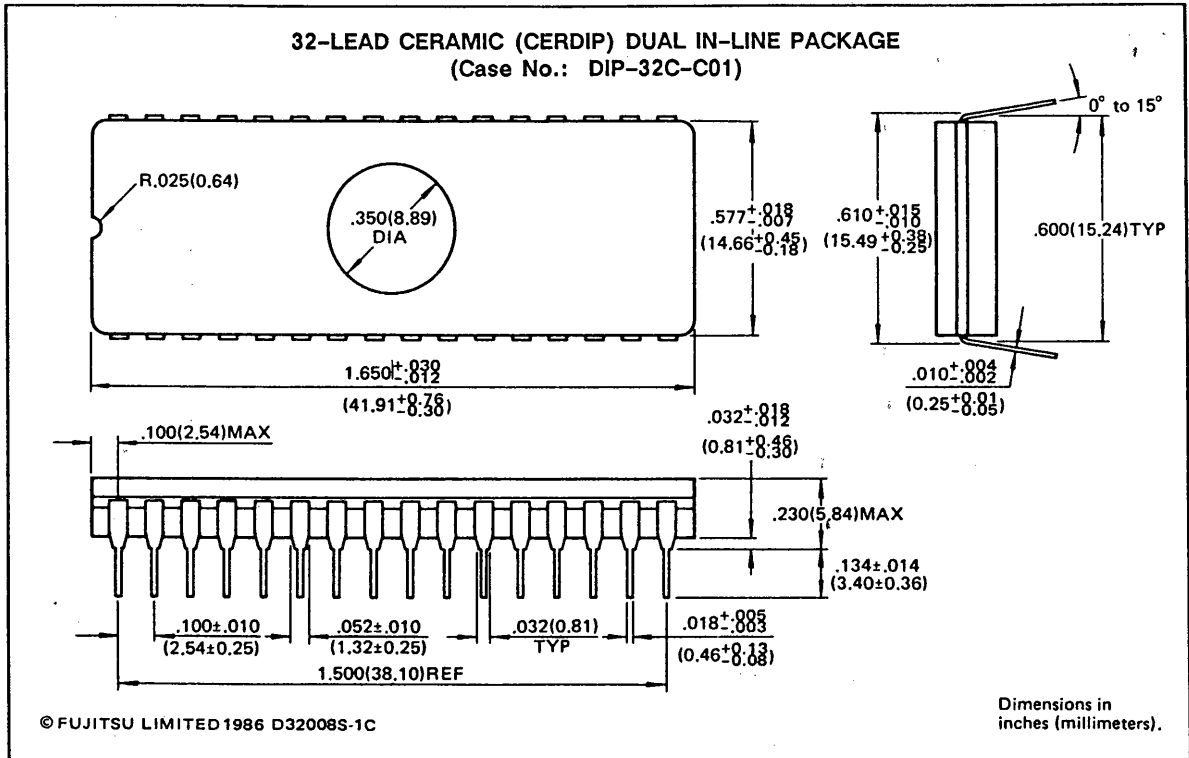 32-LEAD CERAMIC (CERDIP) DUAL IN-LINE PACKAGE
(Case No.: DIP-32C-C01)
0° to 15°
R.025(0.64)
.350(8.89)
DIA
.577+.018-.007
(14.66+0.45-0.18)
.610+.015-.010
(15.49+0.38-0.25)
.600(15.24)TYP
1.650+.030-.012
(41.91+0.76-0.30)
.010+.004-.002
(0.25+0.01-0.05)
.032+.018-.012
(0.81+0.46-0.30)
.100(2.54)MAX
.230(5.84)MAX
.134±.014
(3.40±0.36)
.100±.010
(2.54±0.25)
.052±.010
(1.32±0.25)
.032(0.81)
TYP
.018+.005-.003
(0.46+0.13-0.08)
1.500(38.10)REF
© FUJITSU LIMITED 1986 D32008S-1C
Dimensions in
inches (millimeters).